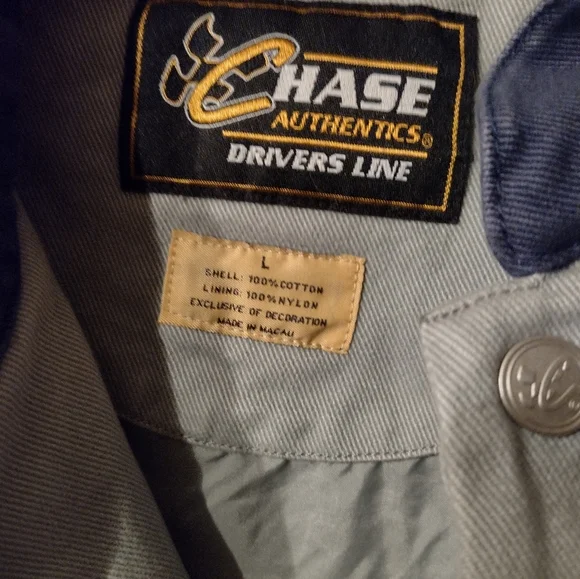 CHASE
AUTHENTICS®
DRIVERS LINE
L
SHELL: 100% COTTON
LINING: 100% NYLON
EXCLUSIVE OF DECORATION
MADE IN MACAU